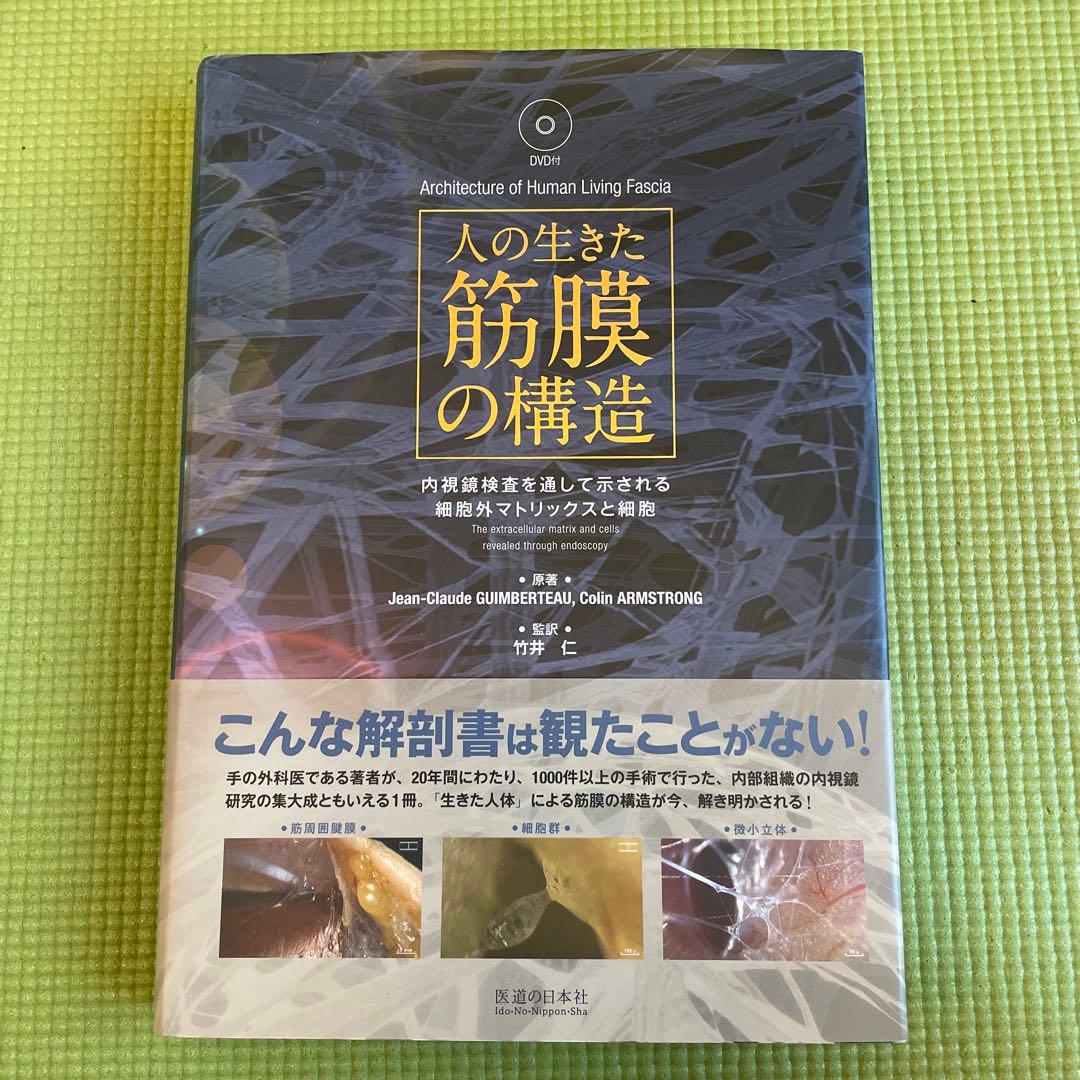 DVD付
Architecture of Human Living Fascia
人の生きた
筋膜
の構造
内視鏡検査を通して示される
細胞外マトリックスと細胞
The extracellular matrix and cells
revealed through endoscopy
• 原著 •
Jean-Claude GUIMBERTEAU, Colin ARMSTRONG
• 監訳 •
竹井 仁
こんな解剖書は観たことがない!
手の外科医である著者が、20年間にわたり、1000件以上の手術で行った、内部組織の内視鏡
研究の集大成ともいえる1冊。「生きた人体」による筋膜の構造が今、解き明かされる!
• 筋周囲腱膜 •
• 細胞群 •
• 微小立体 •
医道の日本社
Ido・No・Nippon・Sha